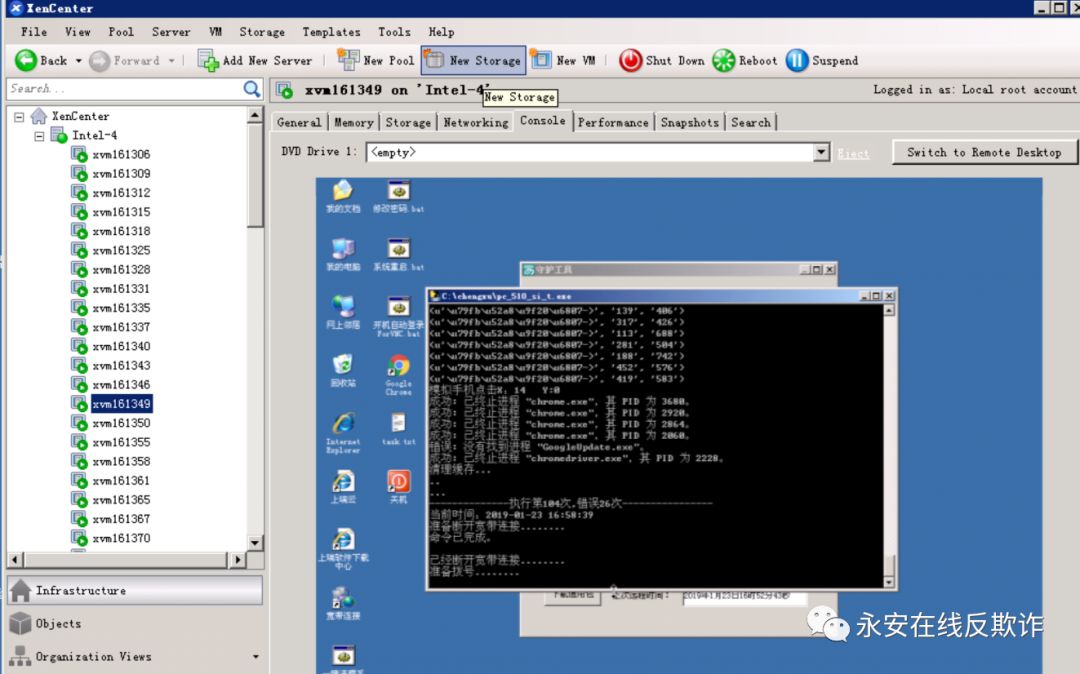 XenCenter
File View Pool Server VM Storage Templates Tools Help
Back Forward Add New Server New Pool New Storage New VM Shut Down Reboot Suspend
Search...
xvm161349 on 'Intel-4'
New Storage
Logged in as: Local root account
General Memory Storage Networking Console Performance Snapshots Search
DVD Drive 1: <empty> Eject Switch to Remote Desktop
XenCenter
Intel-4
xvm161306
xvm161309
xvm161312
xvm161315
xvm161318
xvm161325
xvm161328
xvm161331
xvm161335
xvm161337
xvm161340
xvm161343
xvm161346
xvm161349
xvm161350
xvm161355
xvm161358
xvm161361
xvm161365
xvm161367
xvm161370
Infrastructure
Objects
Organization Views
我的文档
修改密码.bat
我的电脑
系统重启.bat
网上邻居
开机自动登录
ForVNC.bat
回收站
Google
Chrome
Internet
Explorer
task.txt
上瑞云
关机
上瑞软件下载
中心
宽带连接
守护工具
C:\chengxu\pc_510_si_t.exe
(u'\u79fb\u52a8\u9f20\u6807->', '139', '406')
(u'\u79fb\u52a8\u9f20\u6807->', '317', '426')
(u'\u79fb\u52a8\u9f20\u6807->', '113', '688')
(u'\u79fb\u52a8\u9f20\u6807->', '281', '504')
(u'\u79fb\u52a8\u9f20\u6807->', '188', '742')
(u'\u79fb\u52a8\u9f20\u6807->', '452', '576')
(u'\u79fb\u52a8\u9f20\u6807->', '419', '583')
模拟手机点击X: 14 Y:0
成功: 已终止进程 "chrome.exe", 其 PID 为 3680。
成功: 已终止进程 "chrome.exe", 其 PID 为 2920。
成功: 已终止进程 "chrome.exe", 其 PID 为 2864。
成功: 已终止进程 "chrome.exe", 其 PID 为 2060。
错误: 没有找到进程 "GoogleUpdate.exe"。
成功: 已终止进程 "chromedriver.exe", 其 PID 为 2228。
清理缓存...
..
...
---------------执行第104次,错误26次-----------------
当前时间, 2019-01-23 16:58:39
准备断开宽带连接........
命令已完成。
已经断开宽带连接........
准备拨号........
2019年1月23日16时52分43秒
永安在线反欺诈